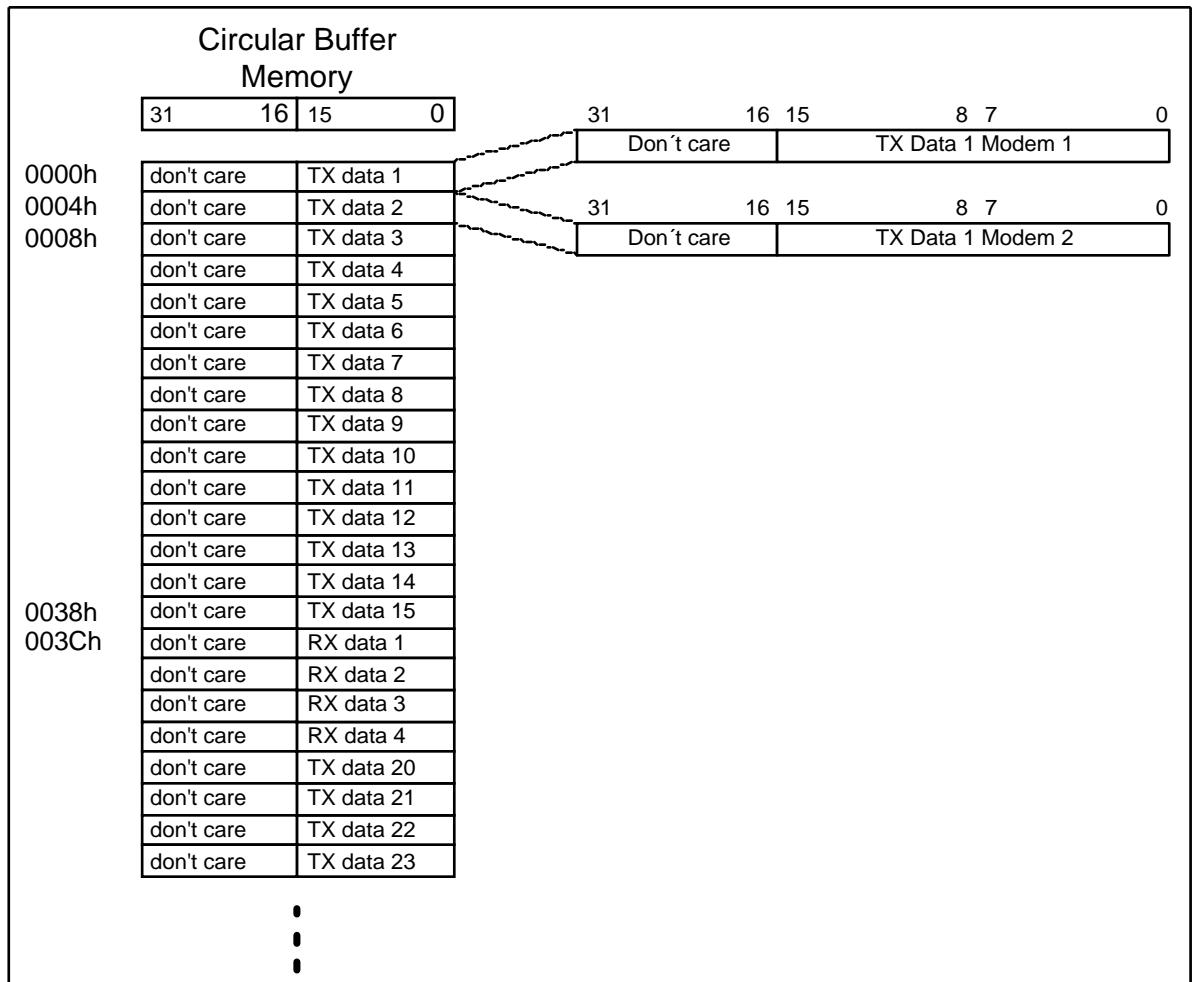 Circular Buffer
Memory
31 16 15 0
31 16 15 8 7 0
Don´t care TX Data 1 Modem 1
0000h don't care TX data 1
0004h don't care TX data 2
31 16 15 8 7 0
0008h don't care TX data 3
Don´t care TX Data 1 Modem 2
don't care TX data 4
don't care TX data 5
don't care TX data 6
don't care TX data 7
don't care TX data 8
don't care TX data 9
don't care TX data 10
don't care TX data 11
don't care TX data 12
don't care TX data 13
don't care TX data 14
0038h don't care TX data 15
003Ch don't care RX data 1
don't care RX data 2
don't care RX data 3
don't care RX data 4
don't care TX data 20
don't care TX data 21
don't care TX data 22
don't care TX data 23